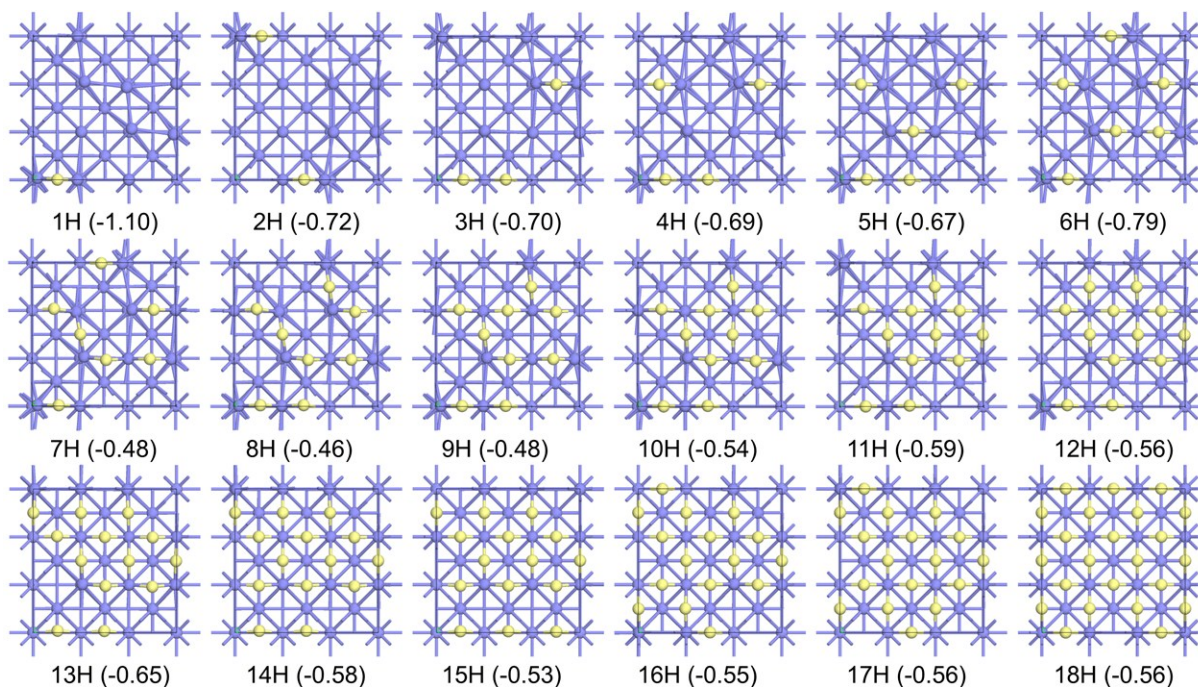 1H (-1.10) 2H (-0.72) 3H (-0.70) 4H (-0.69) 5H (-0.67) 6H (-0.79)
7H (-0.48) 8H (-0.46) 9H (-0.48) 10H (-0.54) 11H (-0.59) 12H (-0.56)
13H (-0.65) 14H (-0.58) 15H (-0.53) 16H (-0.55) 17H (-0.56) 18H (-0.56)